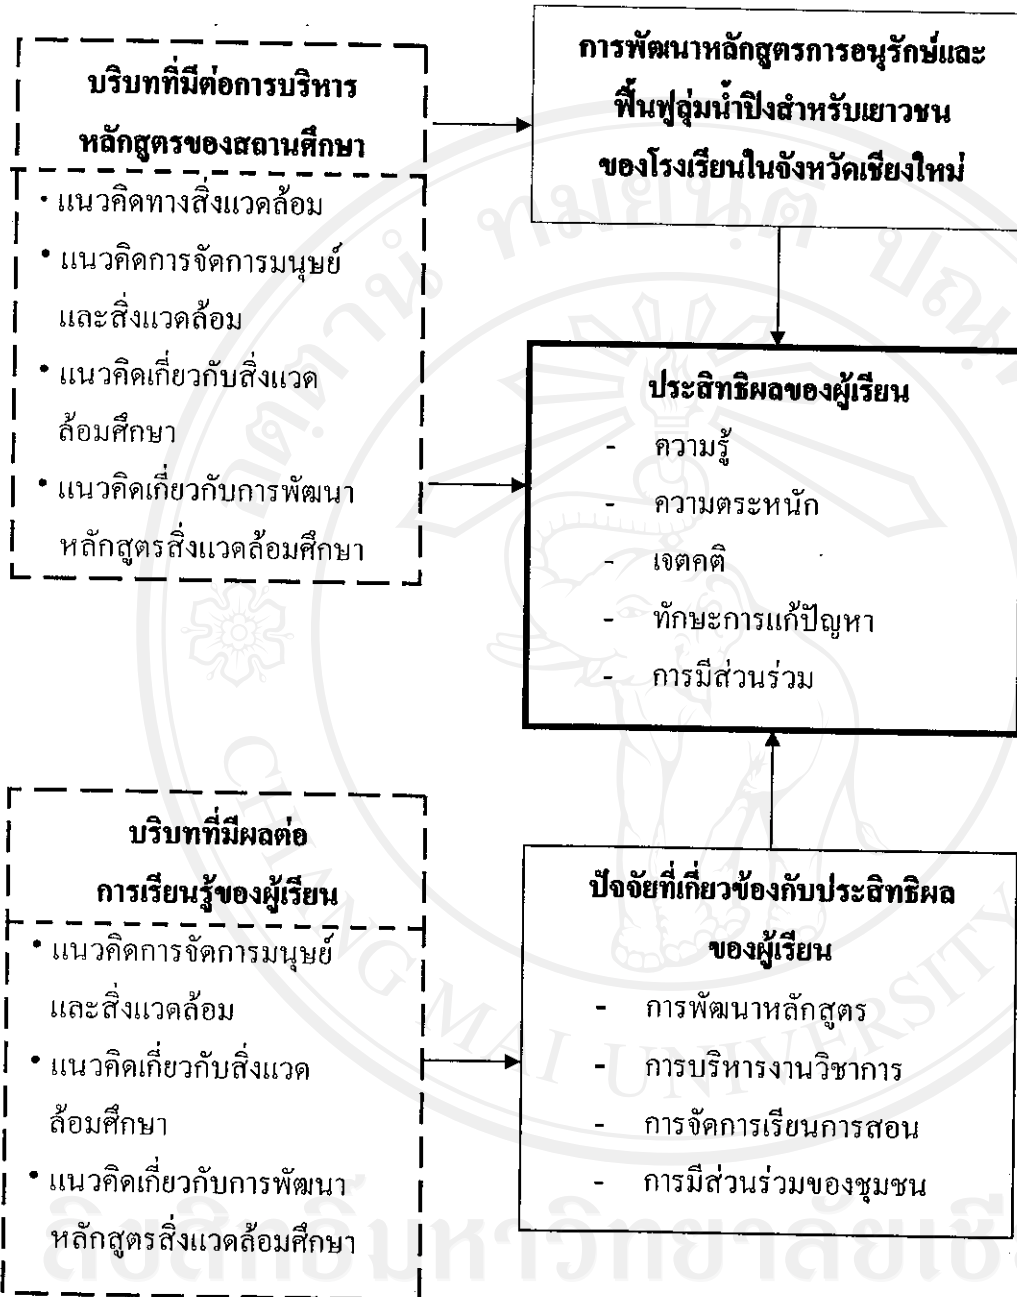 บริบทที่มีต่อการบริหาร
หลักสูตรของสถานศึกษา
• แนวคิดทางสิ่งแวดล้อม
• แนวคิดการจัดการมนุษย์
และสิ่งแวดล้อม
• แนวคิดเกี่ยวกับสิ่งแวด
ล้อมศึกษา
• แนวคิดเกี่ยวกับการพัฒนา
หลักสูตรสิ่งแวดล้อมศึกษา
การพัฒนาหลักสูตรการอนุรักษ์และ
ฟื้นฟูลุ่มน้ำปิงสำหรับเยาวชน
ของโรงเรียนในจังหวัดเชียงใหม่
ประสิทธิผลของผู้เรียน
- ความรู้
- ความตระหนัก
- เจตคติ
- ทักษะการแก้ปัญหา
- การมีส่วนร่วม
บริบทที่มีผลต่อ
การเรียนรู้ของผู้เรียน
• แนวคิดการจัดการมนุษย์
และสิ่งแวดล้อม
• แนวคิดเกี่ยวกับสิ่งแวด
ล้อมศึกษา
• แนวคิดเกี่ยวกับการพัฒนา
หลักสูตรสิ่งแวดล้อมศึกษา
ปัจจัยที่เกี่ยวข้องกับประสิทธิผล
ของผู้เรียน
- การพัฒนาหลักสูตร
- การบริหารงานวิชาการ
- การจัดการเรียนการสอน
- การมีส่วนร่วมของชุมชน
CHIANG MAI UNIVERSITY